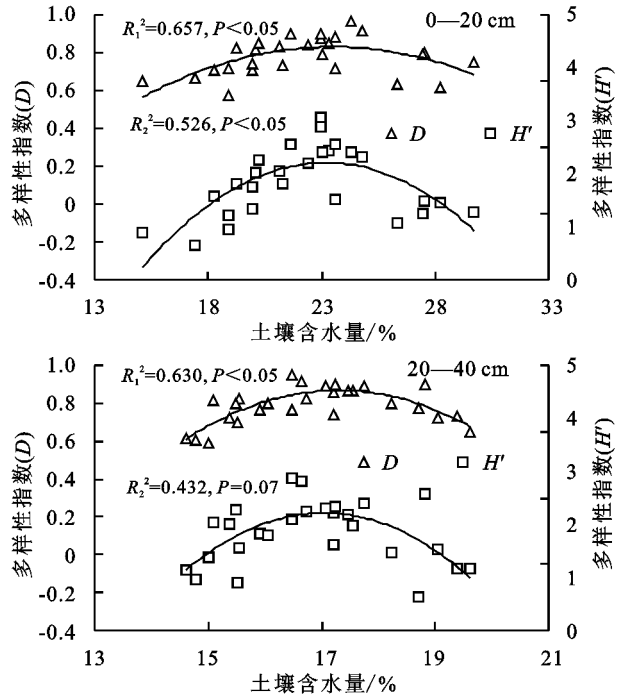 R₁²=0.657, P<0.05
0—20 cm
R₂²=0.526, P<0.05
D
H′
多样性指数(D)
1.0
0.8
0.6
0.4
0.2
0
-0.2
-0.4
多样性指数(H′)
5
4
3
2
1
0
13
18
23
28
33
土壤含水量/%
R₁²=0.630, P<0.05
20—40 cm
R₂²=0.432, P=0.07
D
H′
多样性指数(D)
1.0
0.8
0.6
0.4
0.2
0
-0.2
-0.4
多样性指数(H′)
5
4
3
2
1
0
13
15
17
19
21
土壤含水量/%